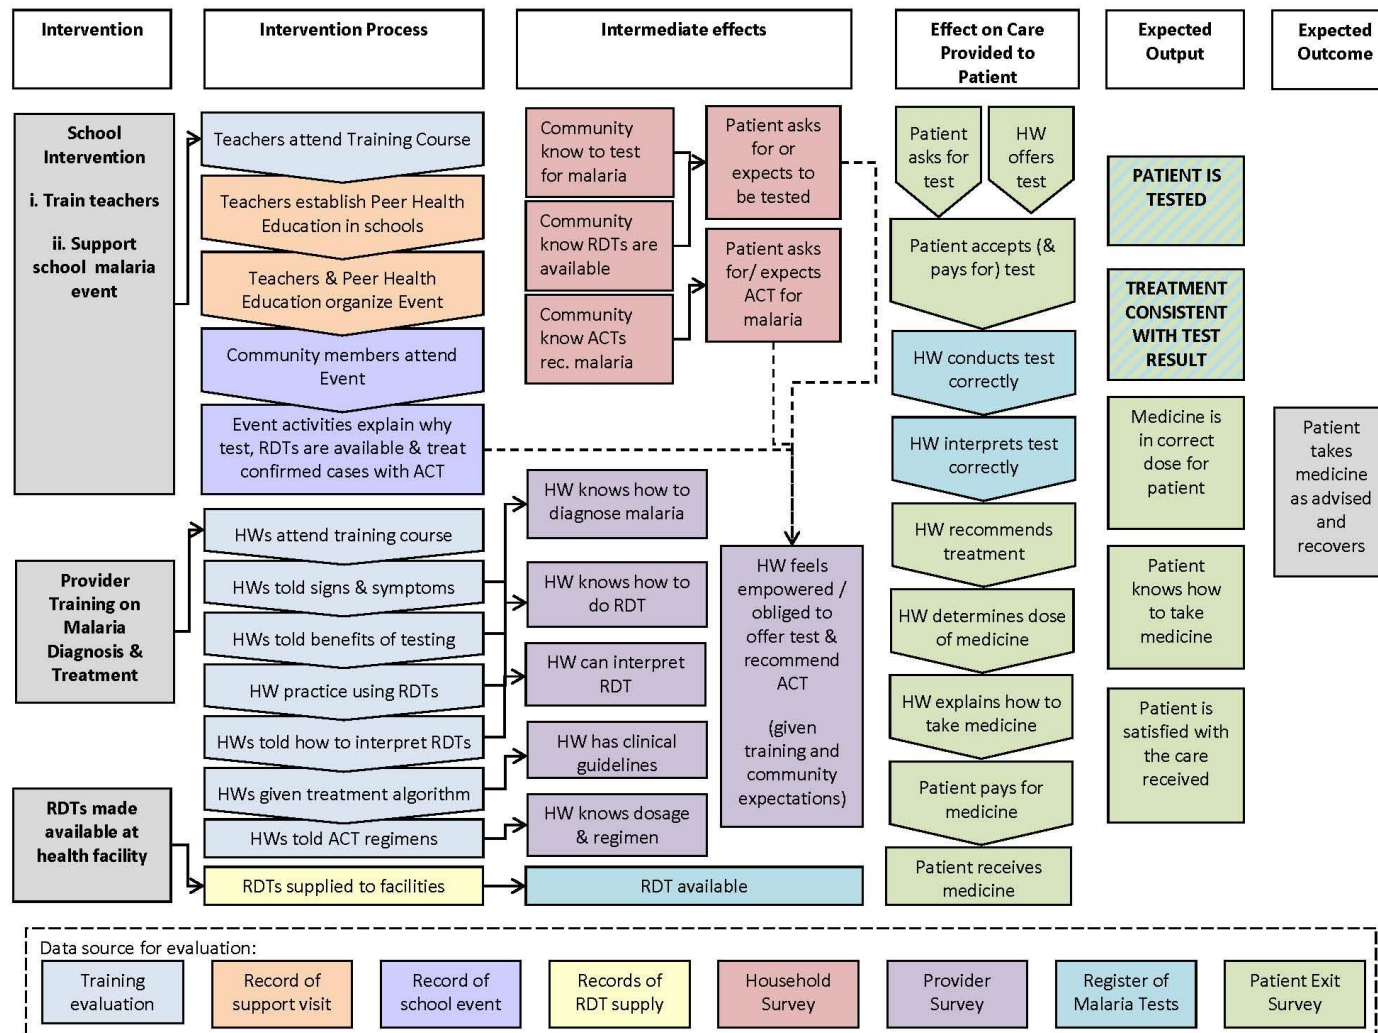 Intervention
Intervention Process
Intermediate effects
Effect on Care
Provided to
Patient
Expected
Output
Expected
Outcome
School
Intervention
i. Train teachers
ii. Support
school malaria
event
Provider
Training on
Malaria
Diagnosis &
Treatment
RDTs made
available at
health facility
Teachers attend Training Course
Teachers establish Peer Health
Education in schools
Teachers & Peer Health
Education organize Event
Community members attend
Event
Event activities explain why
test, RDTs are available & treat
confirmed cases with ACT
HWs attend training course
HWs told signs & symptoms
HWs told benefits of testing
HW practice using RDTs
HWs told how to interpret RDTs
HWs given treatment algorithm
HWs told ACT regimens
RDTs supplied to facilities
Community
know to test
for malaria
Community
know RDTs are
available
Community
know ACTs
rec. malaria
Patient asks
for or
expects to
be tested
Patient asks
for/ expects
ACT for
malaria
HW knows how to
diagnose malaria
HW knows how to
do RDT
HW can interpret
RDT
HW has clinical
guidelines
HW knows dosage
& regimen
RDT available
HW feels
empowered /
obliged to
offer test &
recommend
ACT
(given
training and
community
expectations)
Patient
asks for
test
HW
offers
test
Patient accepts (&
pays for) test
HW conducts test
correctly
HW interprets test
correctly
HW recommends
treatment
HW determines dose
of medicine
HW explains how to
take medicine
Patient pays for
medicine
Patient receives
medicine
PATIENT IS
TESTED
TREATMENT
CONSISTENT
WITH TEST
RESULT
Medicine is
in correct
dose for
patient
Patient
knows how
to take
medicine
Patient is
satisfied with
the care
received
Patient
takes
medicine
as advised
and
recovers
Data source for evaluation:
Training
evaluation
Record of
support visit
Record of
school event
Records of
RDT supply
Household
Survey
Provider
Survey
Register of
Malaria Tests
Patient Exit
Survey